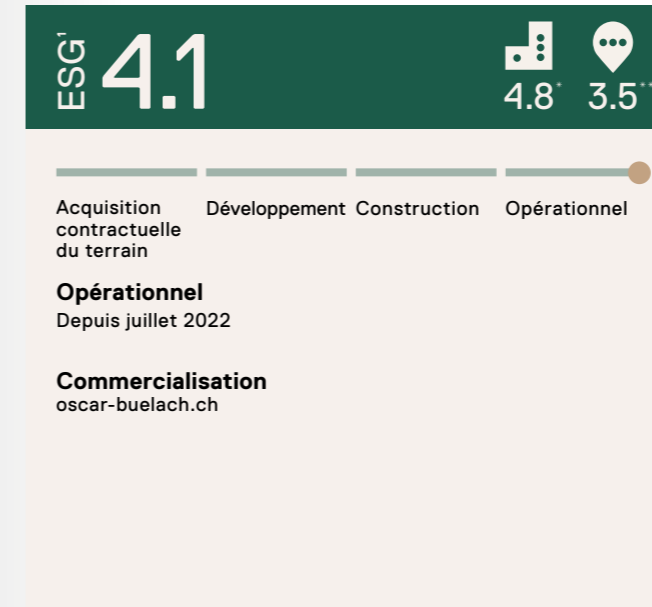 ESG¹ 4.1
4.8* 3.5**
Acquisition
contractuelle
du terrain
Développement
Construction
Opérationnel
Opérationnel
Depuis juillet 2022
Commercialisation
oscar-buelach.ch